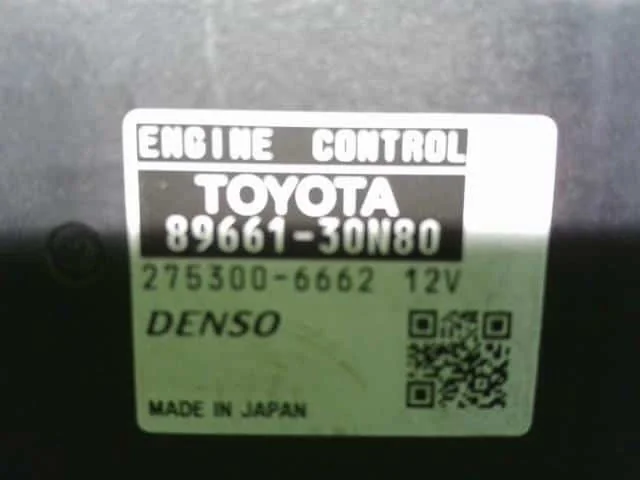 ENGINE CONTROL
TOYOTA
89661-30N80
275300-6662 12V
DENSO
MADE IN JAPAN